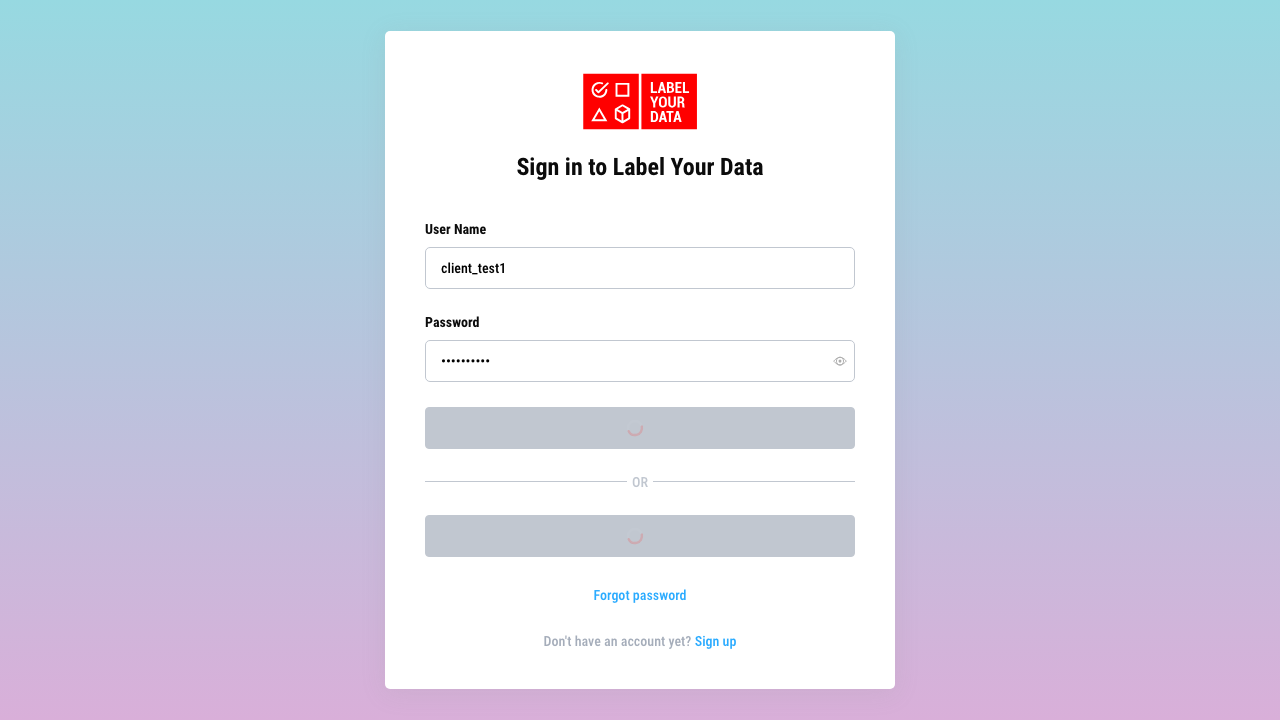 LABEL
YOUR
DATA
Sign in to Label Your Data
User Name
client_test1
Password
••••••••••
OR
Forgot password
Don't have an account yet? Sign up